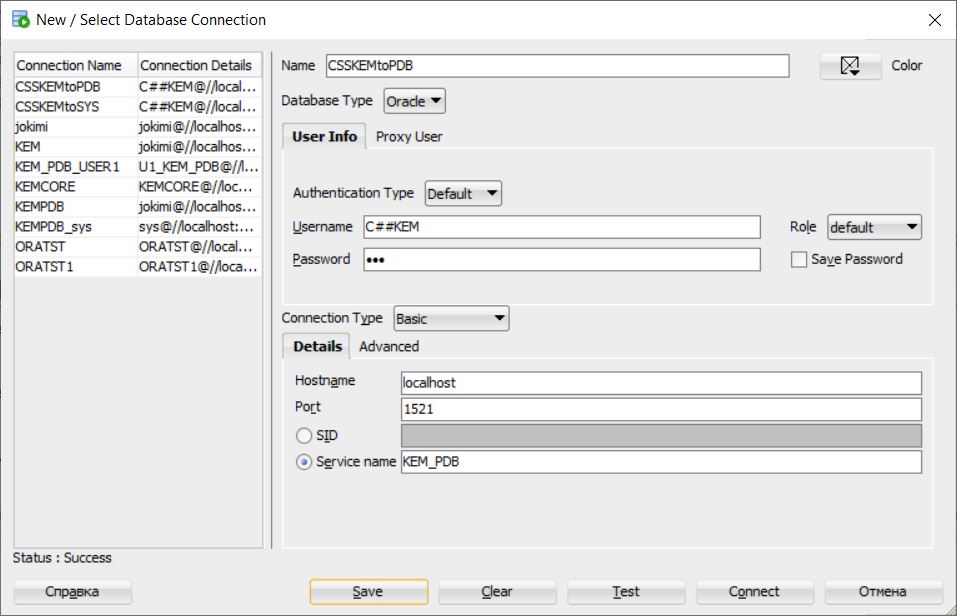 New / Select Database Connection
Connection Name Connection Details
CSSKEMtoPDB C##KEM@//local...
CSSKEMtoSYS C##KEM@//local...
jokimi jokimi@//localhos...
KEM jokimi@//localhos...
KEM_PDB_USER1 U1_KEM_PDB@//l...
KEMCORE KEMCORE@//loc...
KEMPDB jokimi@//localhos...
KEMPDB_sys sys@//localhost:...
ORATST ORATST@//local...
ORATST1 ORATST1@//loca...
Name CSSKEMtoPDB Color
Database Type Oracle
User Info Proxy User
Authentication Type Default
Username C##KEM Role default
Password ••• Save Password
Connection Type Basic
Details Advanced
Hostname localhost
Port 1521
SID
Service name KEM_PDB
Status : Success
Справка Save Clear Test Connect Отмена